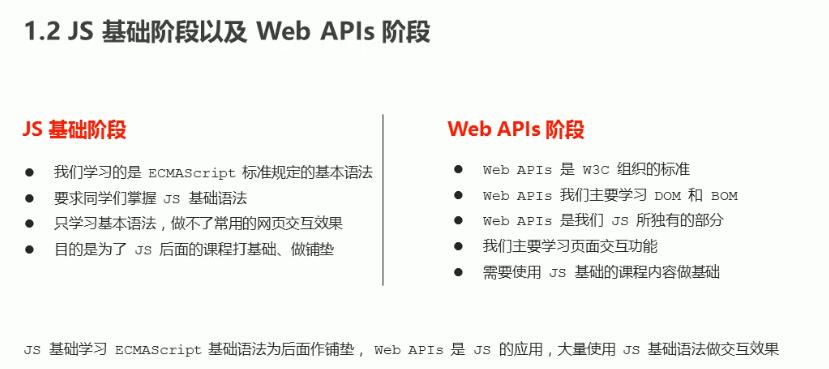 1.2 JS 基础阶段以及 Web APIs 阶段
JS 基础阶段
● 我们学习的是 ECMAScript 标准规定的基本语法
● 要求同学们掌握 JS 基础语法
● 只学习基本语法，做不了常用的网页交互效果
● 目的是为了 JS 后面的课程打基础、做铺垫
Web APIs 阶段
● Web APIs 是 W3C 组织的标准
● Web APIs 我们主要学习 DOM 和 BOM
● Web APIs 是我们 JS 所独有的部分
● 我们主要学习页面交互功能
● 需要使用 JS 基础的课程内容做基础
JS 基础学习 ECMAScript 基础语法为后面作铺垫， Web APIs 是 JS 的应用，大量使用 JS 基础语法做交互效果